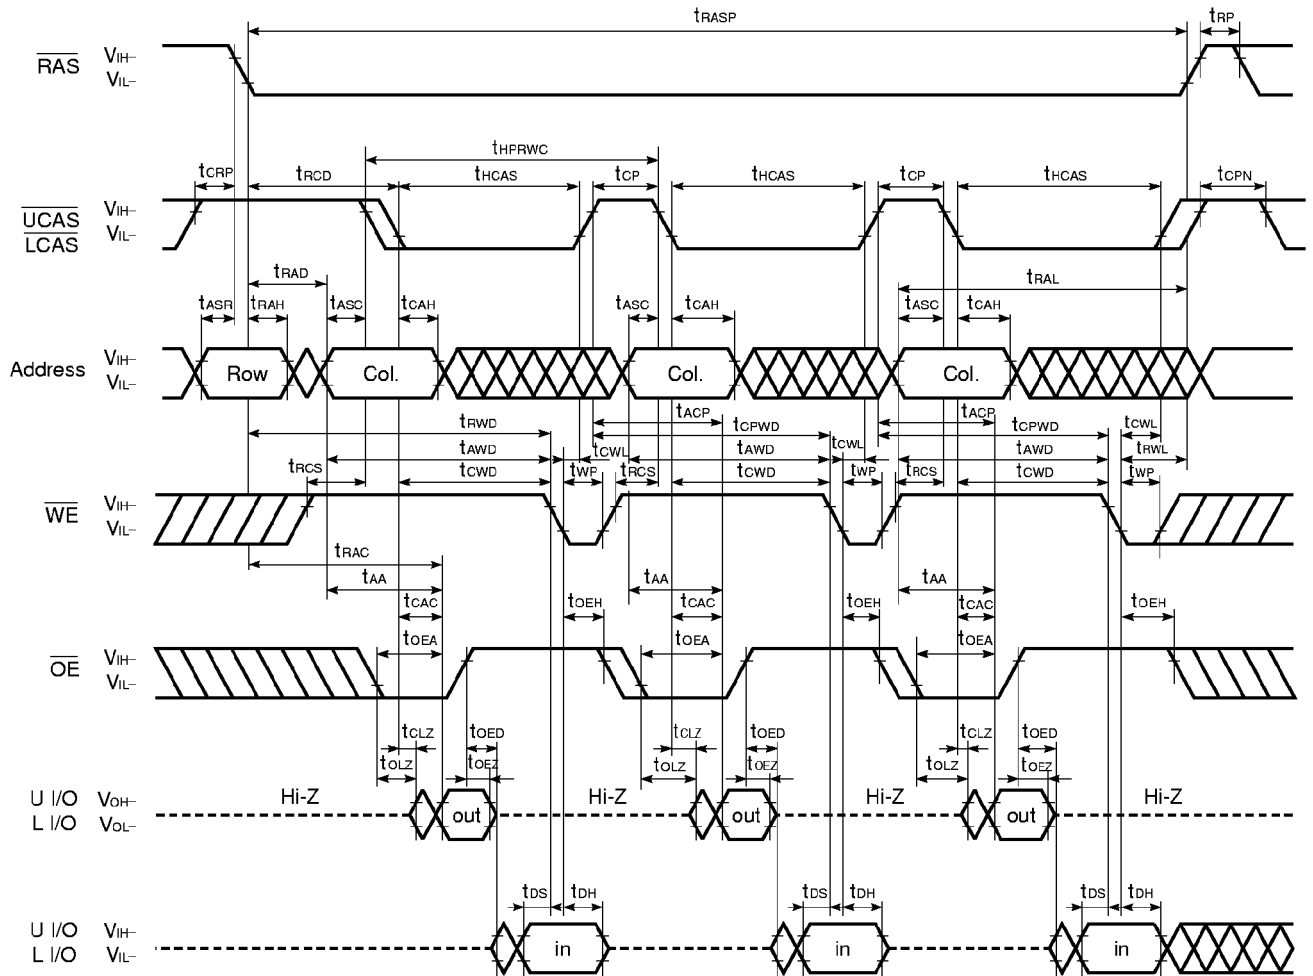 tRASP tRP
RAS VIH– VIL–
tHPRWC
tCRP tRCD tHCAS tCP tHCAS tCP tHCAS tCPN
UCAS VIH–
LCAS VIL–
tRAD tRAL
tASR tRAH tASC tCAH tASC tCAH tASC tCAH
Address VIH– VIL–
Row Col. Col. Col.
tACP tACP
tRWD tCPWD tCPWD tCWL
tAWD tCWL tAWD tCWL tAWD tRWL
tRCS tCWD tWP tRCS tCWD tWP tRCS tCWD tWP
WE VIH– VIL–
tRAC
tAA tAA tAA
tCAC tOEH tCAC tOEH tCAC tOEH
tOEA tOEA tOEA
OE VIH– VIL–
tCLZ tOED tCLZ tOED tCLZ tOED
tOLZ tOEZ tOLZ tOEZ tOLZ tOEZ
U I/O VOH– Hi-Z Hi-Z Hi-Z Hi-Z
L I/O VOL– out out out
tDS tDH tDS tDH tDS tDH
U I/O VIH–
L I/O VIL– in in in